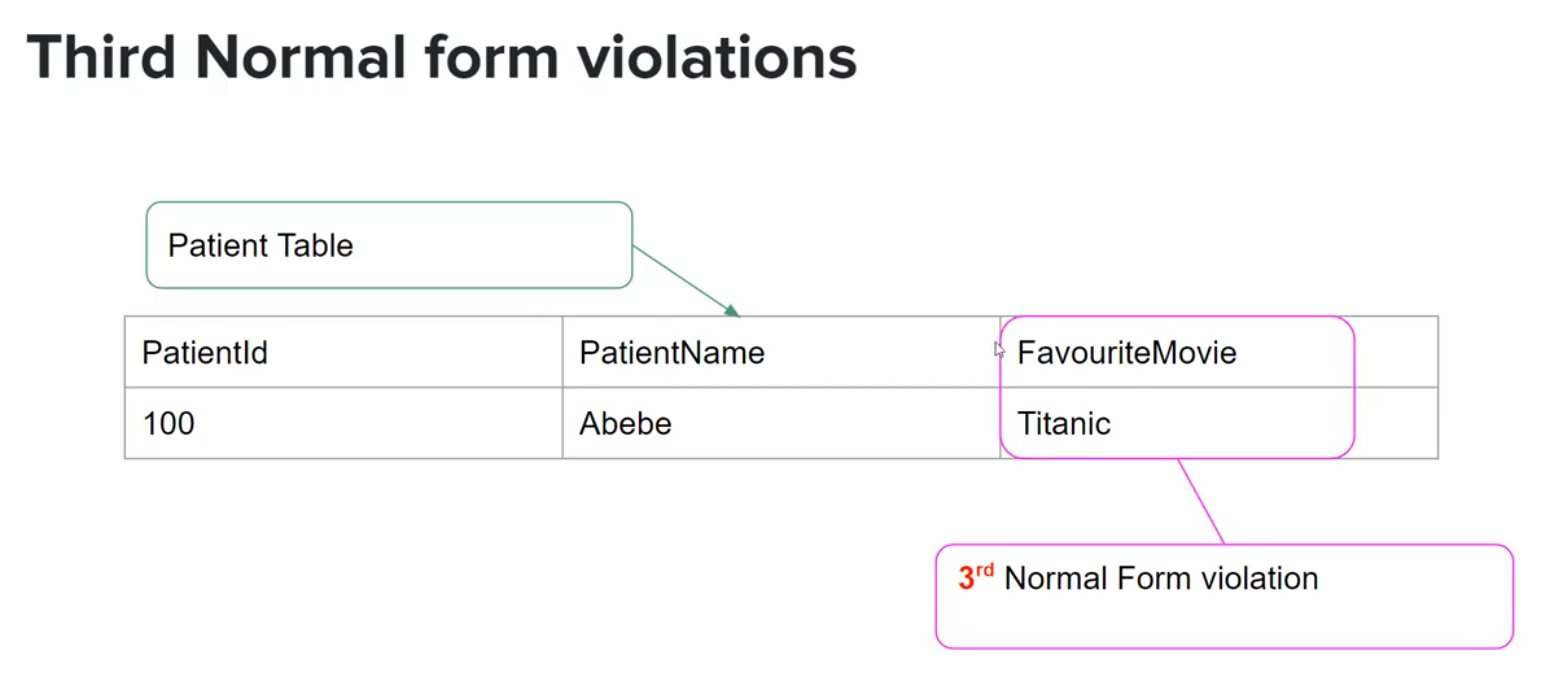 Third Normal form violations
Patient Table
PatientId PatientName FavouriteMovie
100 Abebe Titanic
3rd Normal Form violation